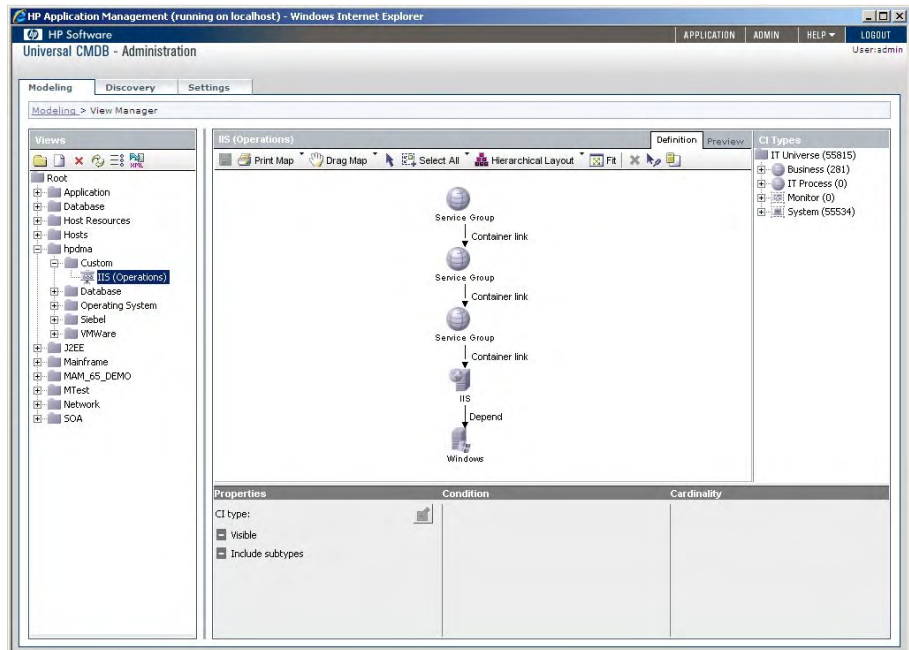 HP Application Management (running on localhost) - Windows Internet Explorer
HP Software
APPLICATION ADMIN HELP LOGOUT
Universal CMDB - Administration
User:admin
Modeling Discovery Settings
Modeling > View Manager
Views
XML
Root
Application
Database
Host Resources
Hosts
hpdma
Custom
IIS (Operations)
Database
Operating System
Siebel
VMWare
J2EE
Mainframe
MAM_65_DEMO
MTest
Network
SOA
IIS (Operations)
Definition Preview
Print Map Drag Map Select All Hierarchical Layout Fit
Service Group
Container link
Service Group
Container link
Service Group
Container link
IIS
Depend
Windows
CI Types
IT Universe (55815)
Business (281)
IT Process (0)
Monitor (0)
System (55534)
Properties Condition Cardinality
CI type:
Visible
Include subtypes